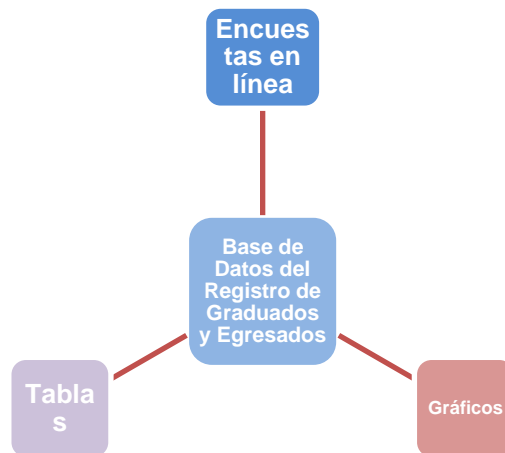 Encues
tas en
línea
Base de
Datos del
Registro de
Graduados
y Egresados
Tabla
s
Gráficos